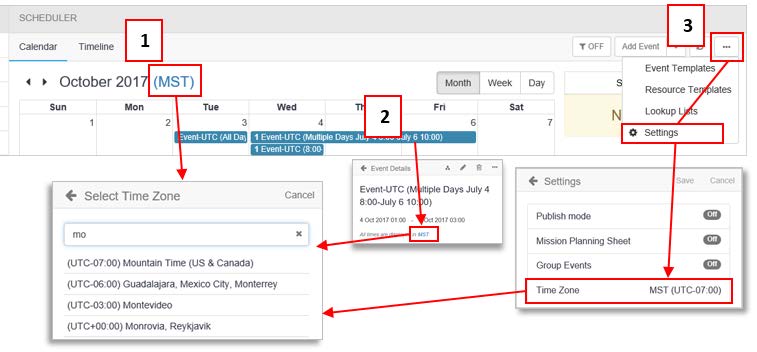 SCHEDULER
1
3
Calendar Timeline
OFF Add Event
October 2017 (MST)
Month Week Day
Event Templates
Resource Templates
Lookup Lists
Settings
Sun Mon Tue Wed Fri Sat
1 2 3 4 6 7
2
Event-UTC (All Day
1 Event-UTC (Multiple Days July 4 8:00-July 6 10:00)
1 Event-UTC (8:00-
Select Time Zone Cancel
mo
(UTC-07:00) Mountain Time (US & Canada)
(UTC-06:00) Guadalajara, Mexico City, Monterrey
(UTC-03:00) Montevideo
(UTC+00:00) Monrovia, Reykjavik
Event Details
Event-UTC (Multiple Days July 4
8:00-July 6 10:00)
4 Oct 2017 01:00 - Oct 2017 03:00
All times are displayed in MST
Settings Save Cancel
Publish mode Off
Mission Planning Sheet Off
Group Events Off
Time Zone MST (UTC-07:00)